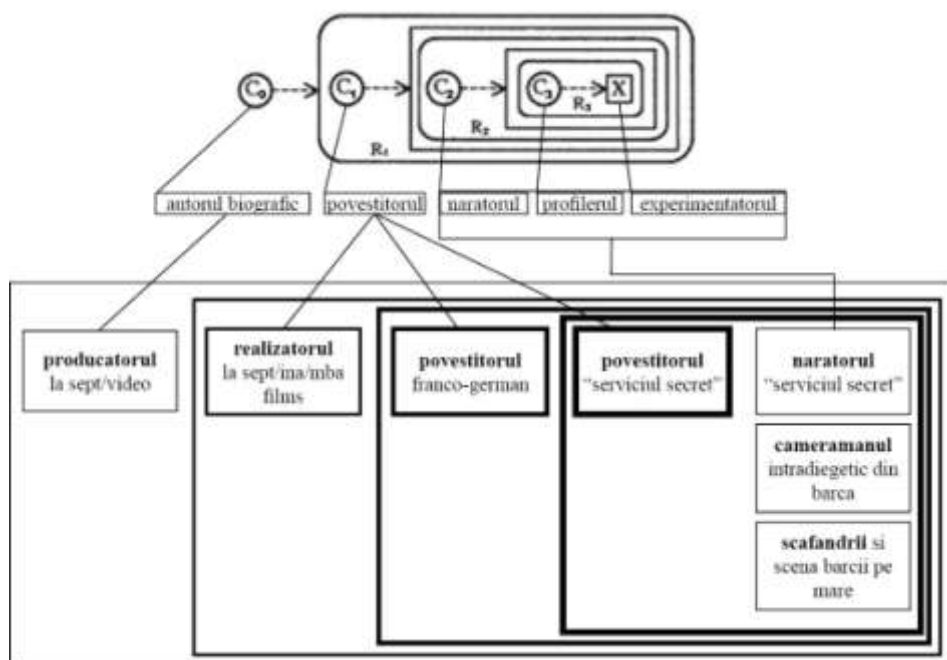 C₀ C₁ C₂ C₃ X
R₃
R₂
R₁
autorul biografic povestitorul naratorul profilerul experimentatorul
producatorul
la sept/video
realizatorul
la sept/ina/mba
films
povestitorul
franco-german
povestitorul
“serviciul secret”
naratorul
“serviciul secret”
cameramanul
intradiegetic din
barca
scafandrii si
scena barcii pe
mare